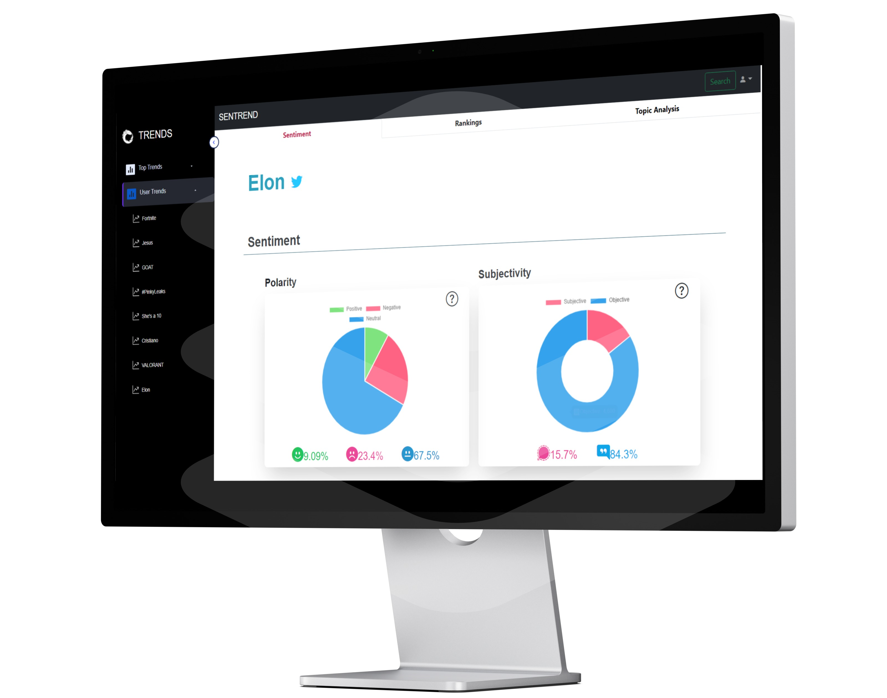 Search
SENTREND
TRENDS
Sentiment
Rankings
Topic Analysis
Top Trends
User Trends
Fortnite
Jesus
GOAT
#PinkyLeaks
She's a 10
Cristiano
VALORANT
Elon
Elon
Sentiment
Polarity
?
Positive Negative
Neutral
9.09% 23.4% 67.5%
Subjectivity
?
Subjective Objective
15.7% 84.3%